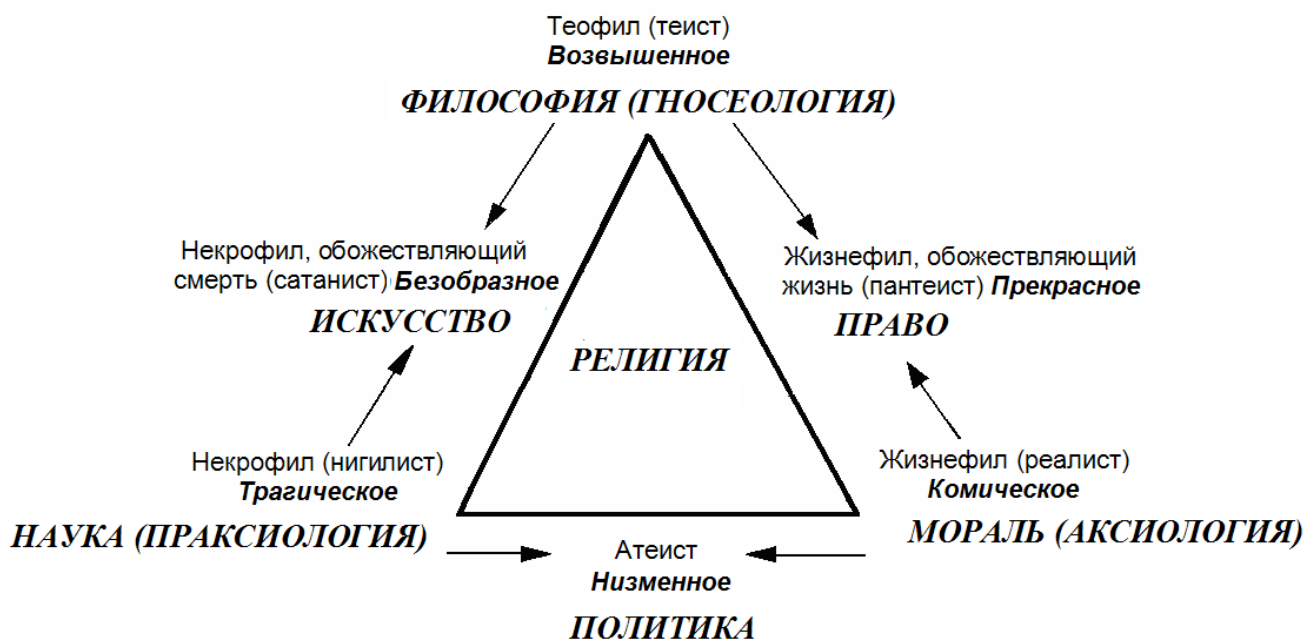 Теофил (теист)
Возвышенное
ФИЛОСОФИЯ (ГНОСЕОЛОГИЯ)
Некрофил, обожествляющий
смерть (сатанист) Безобразное
ИСКУССТВО
Жизнефил, обожествляющий
жизнь (пантеист) Прекрасное
ПРАВО
РЕЛИГИЯ
Некрофил (нигилист)
Трагическое
НАУКА (ПРАКСИОЛОГИЯ)
Жизнефил (реалист)
Комическое
МОРАЛЬ (АКСИОЛОГИЯ)
Атеист
Низменное
ПОЛИТИКА